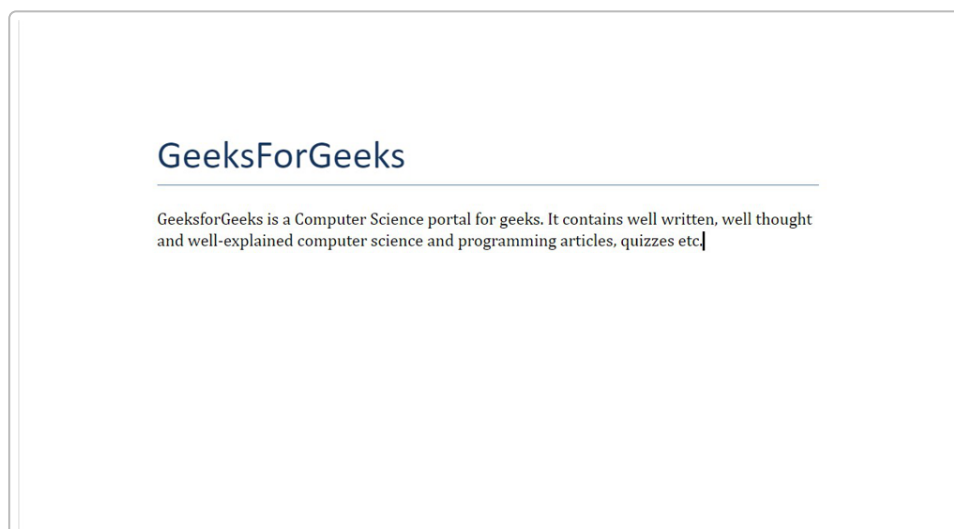 GeeksForGeeks
GeeksforGeeks is a Computer Science portal for geeks. It contains well written, well thought
and well-explained computer science and programming articles, quizzes etc.